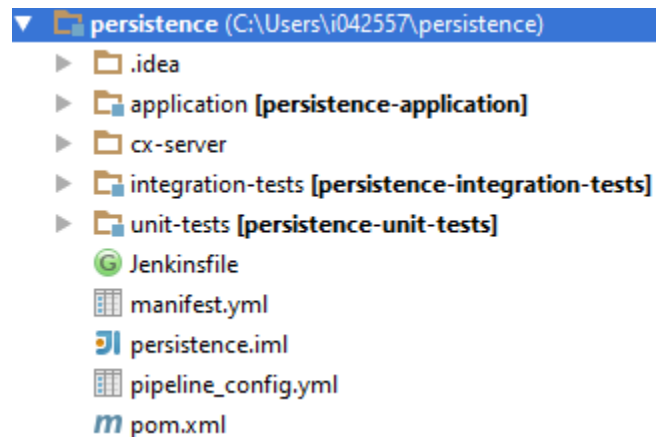 persistence (C:\Users\i042557\persistence)
.idea
application [persistence-application]
cx-server
integration-tests [persistence-integration-tests]
unit-tests [persistence-unit-tests]
G Jenkinsfile
manifest.yml
persistence.iml
pipeline_config.yml
m pom.xml